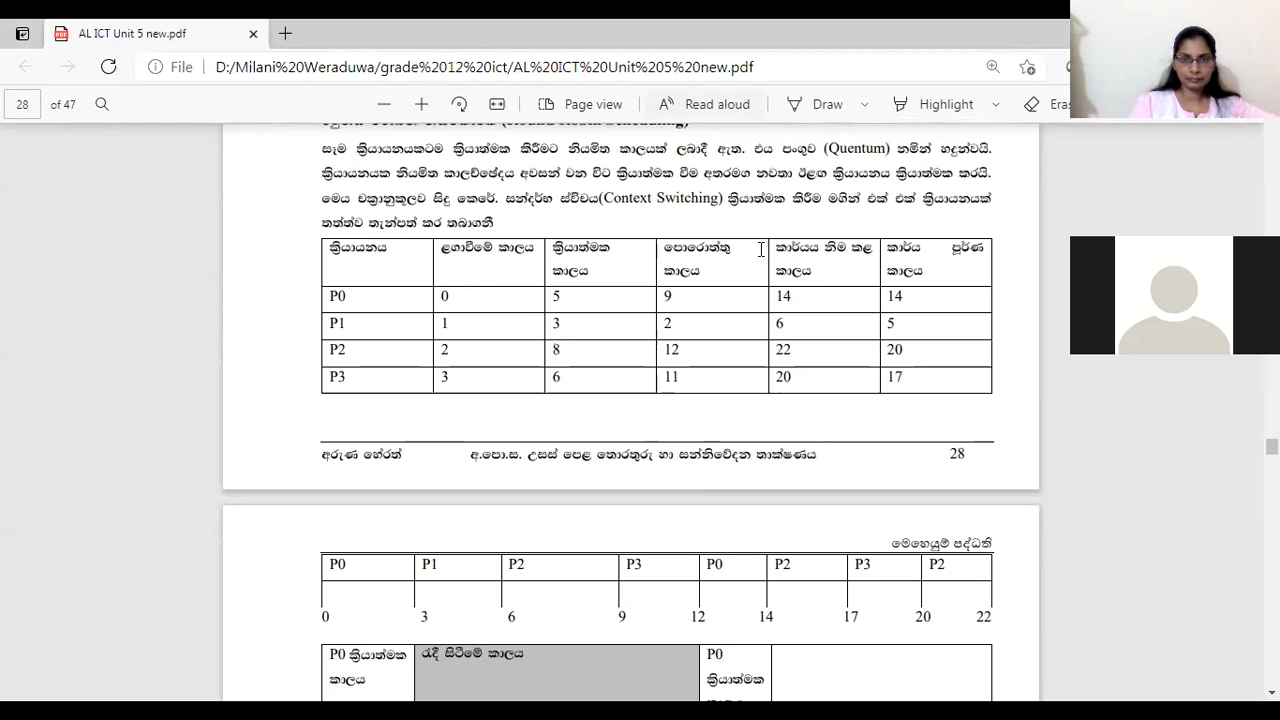 AL ICT Unit 5 new.pdf
File D:/Milani%20Weraduwa/grade%2012%20ict/AL%20ICT%20Unit%205%20new.pdf
28 of 47 Page view Read aloud Draw Highlight Eras
සෑම ක්‍රියායනයකටම ක්‍රියාත්මක කිරීමට නියමිත කාලයක් ලබාදී ඇත. එය පංගුව (Quentum) නමින් හදුන්වයි.
ක්‍රියායනයක නියමිත කාලච්ඡේදය අවසන් වන විට ක්‍රියාත්මක වීම අතරමග නවතා ඊළඟ ක්‍රියායනය ක්‍රියාත්මක කරයි.
මෙය චක්‍රානුකූලව සිදු කෙරේ. සන්දර්භ ස්විචය(Context Switching) ක්‍රියාත්මක කිරීම මගින් එක් එක් ක්‍රියායනයක්
තත්ත්ව තැන්පත් කර තබාගනී
ක්‍රියායනය ළගාවීමේ කාලය ක්‍රියාත්මක කාලය පොරොත්තු කාලය කාර්යය නිම කළ කාලය කාර්ය පූර්ණ කාලය
P0 0 5 9 14 14
P1 1 3 2 6 5
P2 2 8 12 22 20
P3 3 6 11 20 17
අරුණ හේරත් අ.පො.ස. උසස් පෙළ තොරතුරු හා සන්නිවේදන තාක්ෂණය 28
මෙහෙයුම් පද්ධති
P0 P1 P2 P3 P0 P2 P3 P2
0 3 6 9 12 14 17 20 22
P0 ක්‍රියාත්මක කාලය රැදී සිටීමේ කාලය P0 ක්‍රියාත්මක